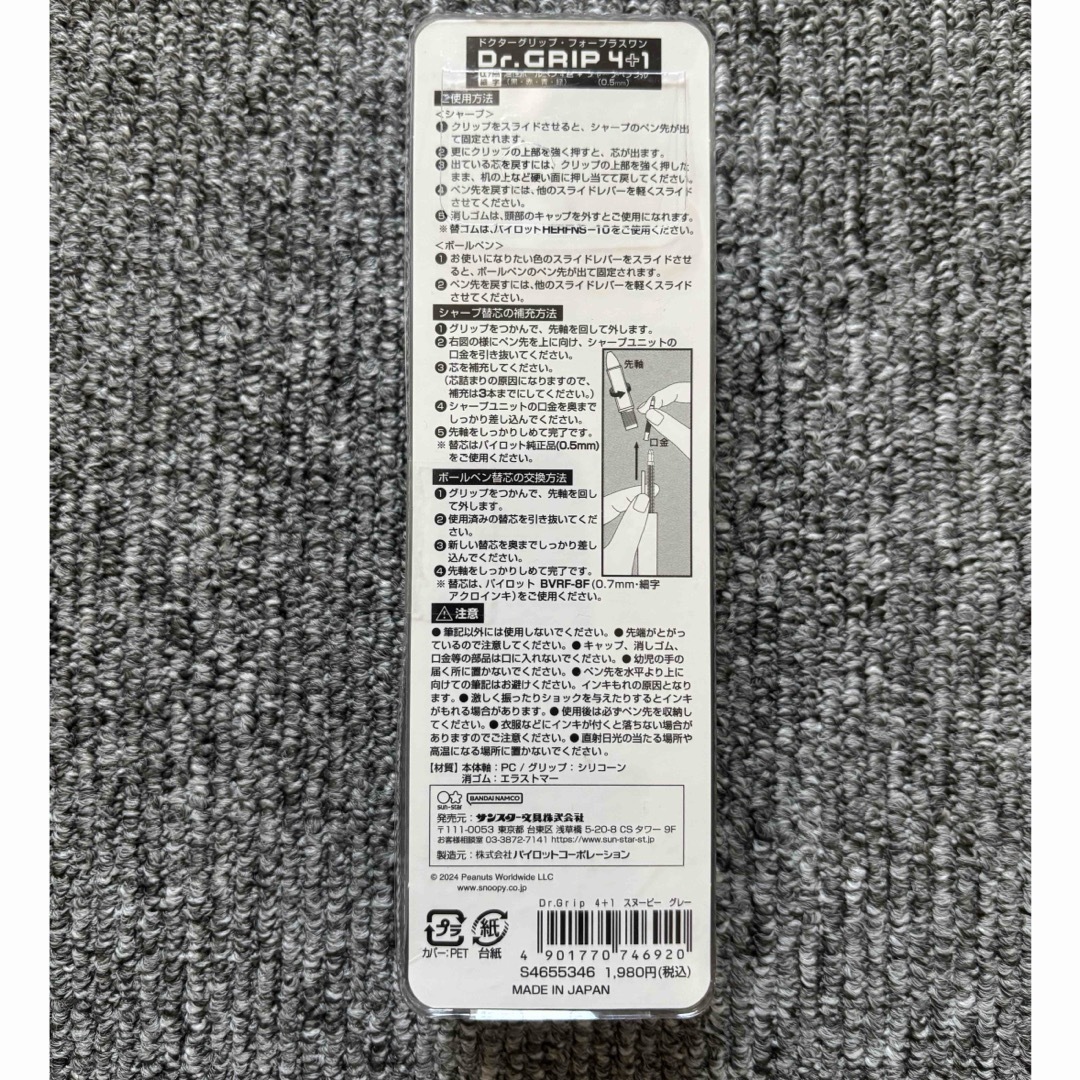 ドクターグリップ・フォープラスワン
Dr.GRIP 4+1
(黒・赤・青・緑) (0.5mm)
ご使用方法
<シャープ>
❶ クリップをスライドさせると、シャープのペン先が出
て固定されます。
❷ 更にクリップの上部を強く押すと、芯が出ます。
❸ 出ている芯を戻すには、クリップの上部を強く押した
まま、机の上など硬い面に押し当てて戻してください。
❹ ペン先を戻すには、他のスライドレバーを軽くスライド
させてください。
❺ 消しゴムは、頭部のキャップを外すとご使用になれます。
※ 替ゴムは、パイロットHERFNS-10をご使用ください。
<ボールペン>
❶ お使いになりたい色のスライドレバーをスライドさせ
ると、ボールペンのペン先が出て固定されます。
❷ ペン先を戻すには、他のスライドレバーを軽くスライド
させてください。
シャープ替芯の補充方法
❶ グリップをつかんで、先軸を回して外します。
❷ 右図の様にペン先を上に向け、シャープユニットの
口金を引き抜いてください。
❸ 芯を補充してください。
(芯詰まりの原因になりますので、
補充は3本までにしてください。)
❹ シャープユニットの口金を奥まで
しっかり差し込んでください。
❺ 先軸をしっかりしめて完了です。
※ 替芯はパイロット純正品(0.5mm)
をご使用ください。
先軸
口金
ボールペン替芯の交換方法
❶ グリップをつかんで、先軸を回し
て外します。
❷ 使用済みの替芯を引き抜いてくだ
さい。
❸ 新しい替芯を奥までしっかり差し
込んでください。
❹ 先軸をしっかりしめて完了です。
※ 替芯は、パイロット BVRF-8F(0.7mm・細字
アクロインキ)をご使用ください。
⚠ 注意
● 筆記以外には使用しないでください。● 先端がとがっ
ているので注意してください。● キャップ、消しゴム、
口金等の部品は口に入れないでください。● 幼児の手の
届く所に置かないでください。● ペン先を水平より上に
向けての筆記はお避けください。インキもれの原因となり
ます。● 激しく振ったりショックを与えたりするとインキ
がもれる場合があります。● 使用後は必ずペン先を収納し
てください。● 衣服などにインキが付くと落ちない場合が
ありますのでご注意ください。● 直射日光の当たる場所や
高温になる場所に置かないでください。
【材質】本体軸:PC / グリップ:シリコーン
消ゴム:エラストマー
sun-star BANDAI NAMCO
発売元:サンスター文具株式会社
〒111-0053 東京都 台東区 浅草橋 5-20-8 CS タワー 9F
お客様相談室 03-3872-7141 https://www.sun-star-st.jp
製造元:株式会社パイロットコーポレーション
© 2024 Peanuts Worldwide LLC
www.snoopy.co.jp
Dr.Grip 4+1 スヌーピー グレー
プラ 紙
カバー:PET 台紙
4 901770 746920
S4655346 1,980円(税込)
MADE IN JAPAN